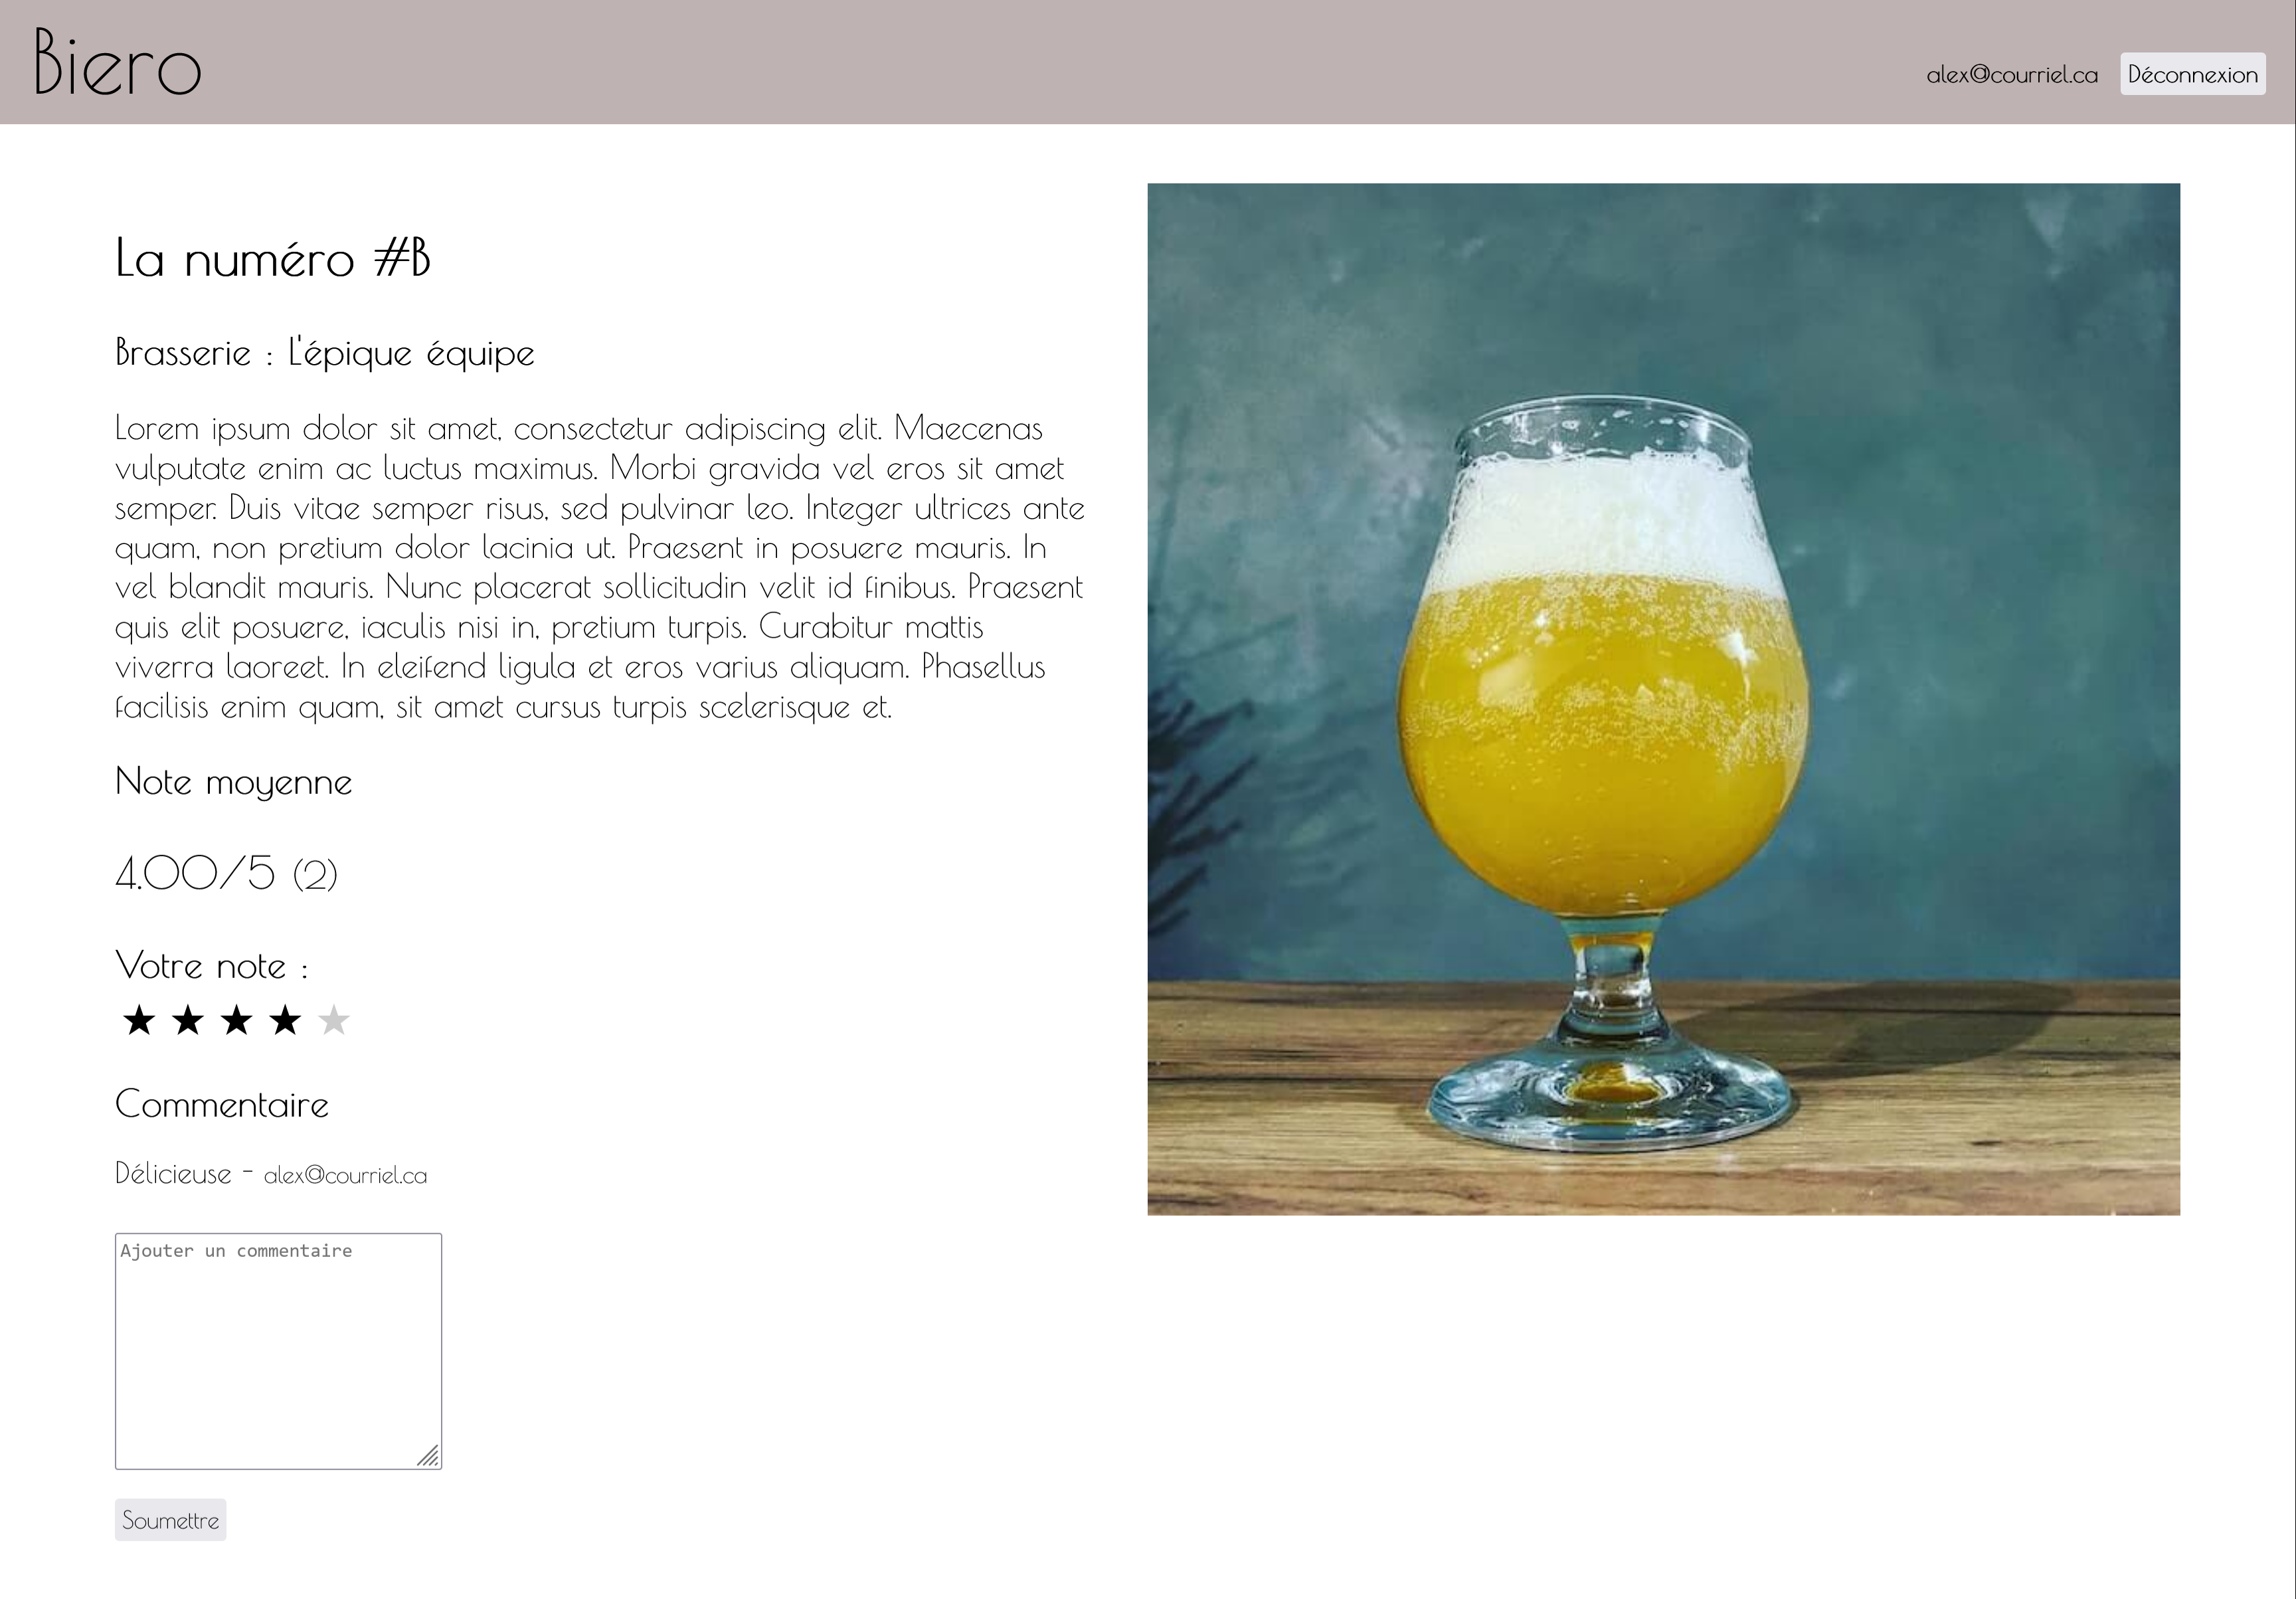 Biero
alex@courriel.ca Déconnexion
La numéro #B
Brasserie : L'épique équipe
Lorem ipsum dolor sit amet, consectetur adipiscing elit. Maecenas
vulputate enim ac luctus maximus. Morbi gravida vel eros sit amet
semper. Duis vitae semper risus, sed pulvinar leo. Integer ultrices ante
quam, non pretium dolor lacinia ut. Praesent in posuere mauris. In
vel blandit mauris. Nunc placerat sollicitudin velit id finibus. Praesent
quis elit posuere, iaculis nisi in, pretium turpis. Curabitur mattis
viverra laoreet. In eleifend ligula et eros varius aliquam. Phasellus
facilisis enim quam, sit amet cursus turpis scelerisque et.
Note moyenne
4.00/5 (2)
Votre note :
★ ★ ★ ★ ★
Commentaire
Délicieuse - alex@courriel.ca
Ajouter un commentaire
Soumettre